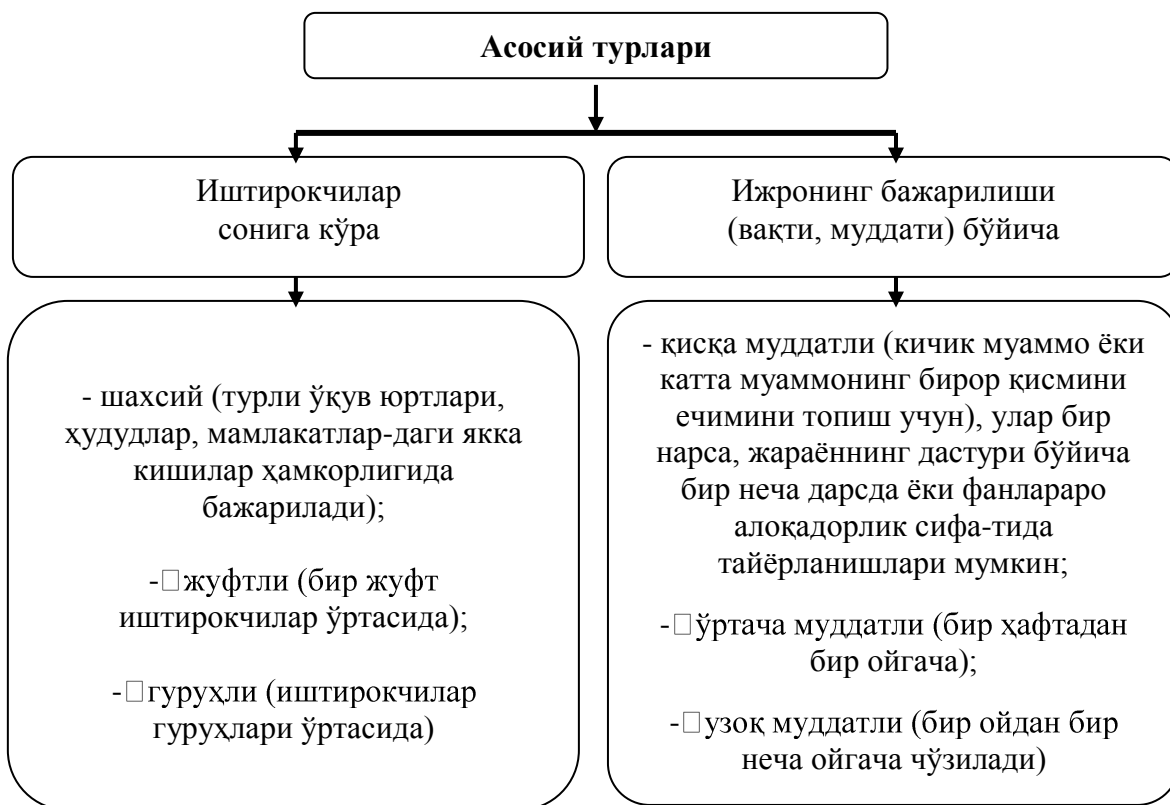 Асосий турлари
Иштирокчилар
сонига кўра
Ижронинг бажарилиши
(вақти, муддати) бўйича
- шахсий (турли ўқув юртлари,
ҳудудлар, мамлакатлар-даги якка
кишилар ҳамкорлигида
бажарилади);
-□жуфтли (бир жуфт
иштирокчилар ўртасида);
-□гуруҳли (иштирокчилар
гуруҳлари ўртасида)
- қисқа муддатли (кичик муаммо ёки
катта муаммонинг бирор қисмини
ечимини топиш учун), улар бир
нарса, жараённинг дастури бўйича
бир неча дарсда ёки фанлараро
алоқадорлик сифа-тида
тайёрланишлари мумкин;
-□ўртача муддатли (бир ҳафтадан
бир ойгача);
-□узоқ муддатли (бир ойдан бир
неча ойгача чўзилади)